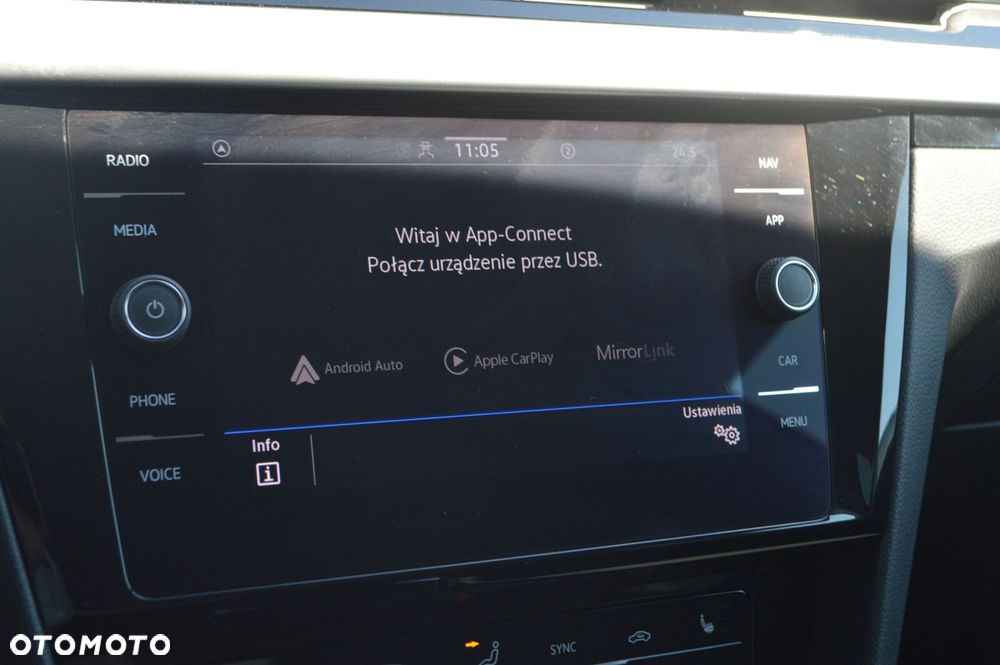 RADIO
11:05
2
NAV
MEDIA
APP
Witaj w App-Connect
Połącz urządzenie przez USB.
Android Auto
Apple CarPlay
MirrorLink
CAR
PHONE
Ustawienia
MENU
Info
i
VOICE
SYNC
OTOMOTO